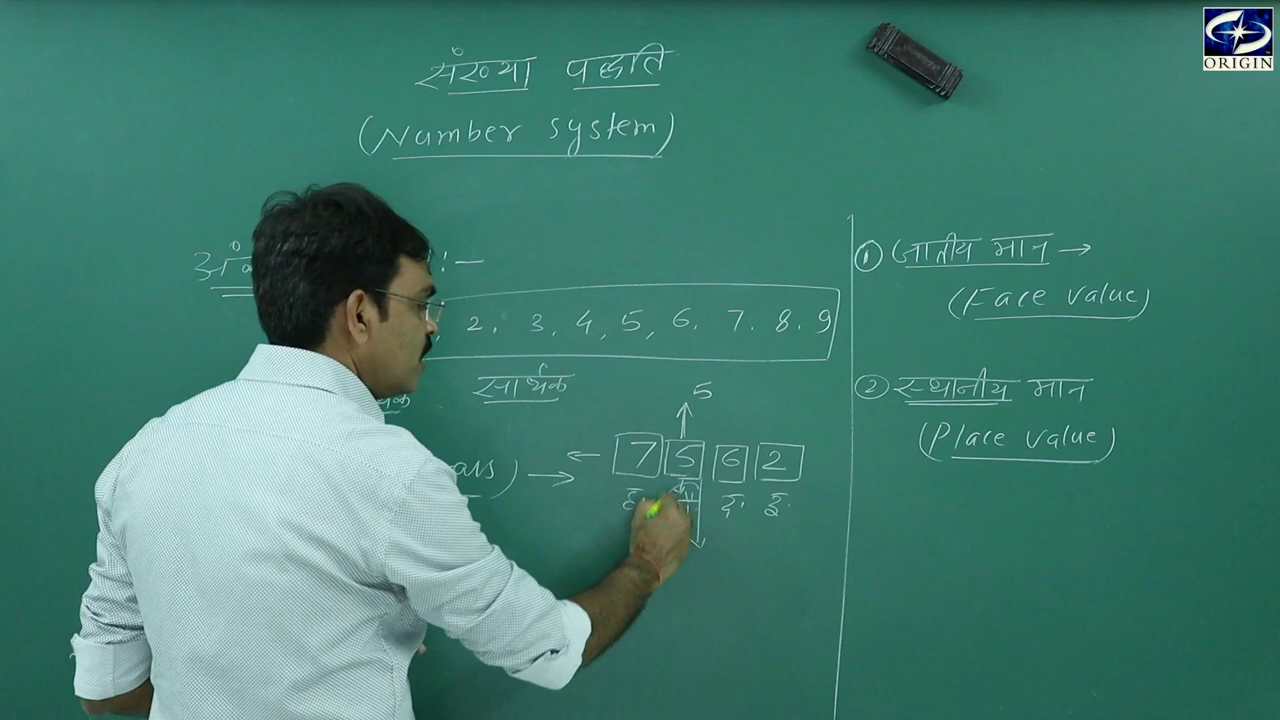 संख्या पद्धति
(Number system)
:—
2, 3, 4, 5, 6, 7, 8, 9
सार्थक
5
← 7 5 6 2
→
द. इ.
① जातीय मान →
(Face value)
② स्थानीय मान
(Place value)
ORIGIN